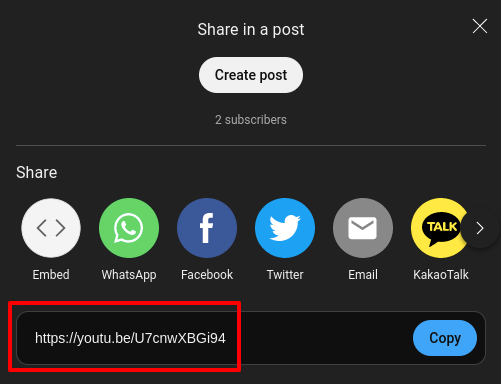 Share in a post
Create post
2 subscribers
Share
TALK
Embed WhatsApp Facebook Twitter Email KakaoTalk
https://youtu.be/U7cnwXBGi94 Copy